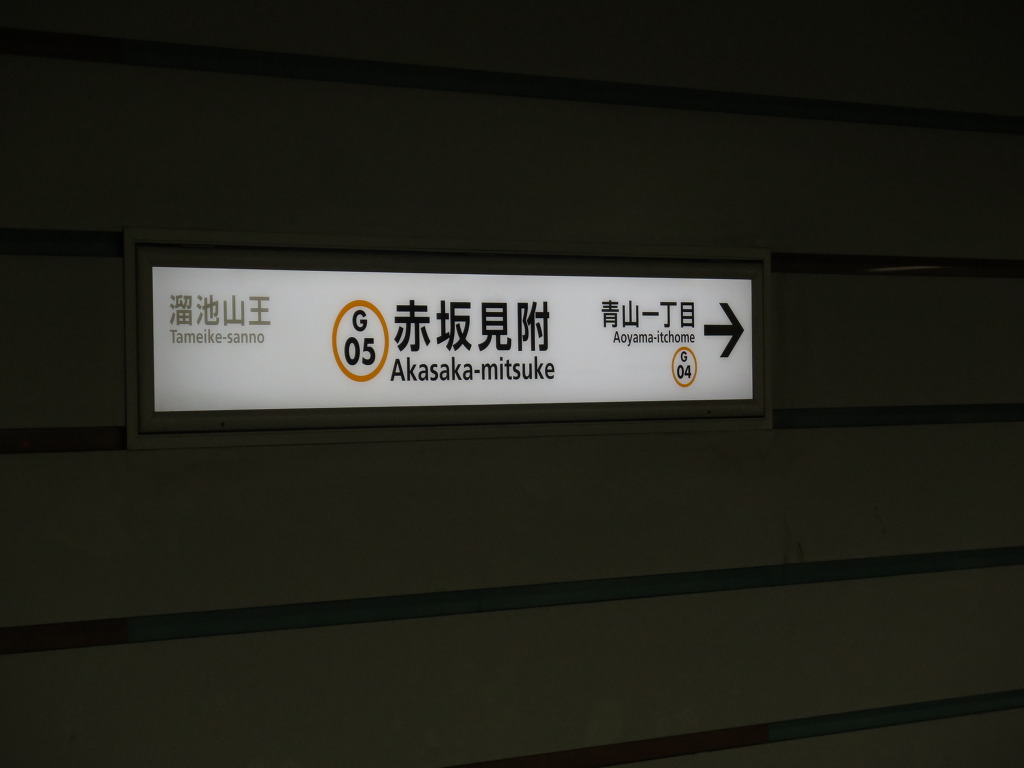 溜池山王
Tameike-sanno
G
05
赤坂見附
Akasaka-mitsuke
青山一丁目
Aoyama-itchome
G
04